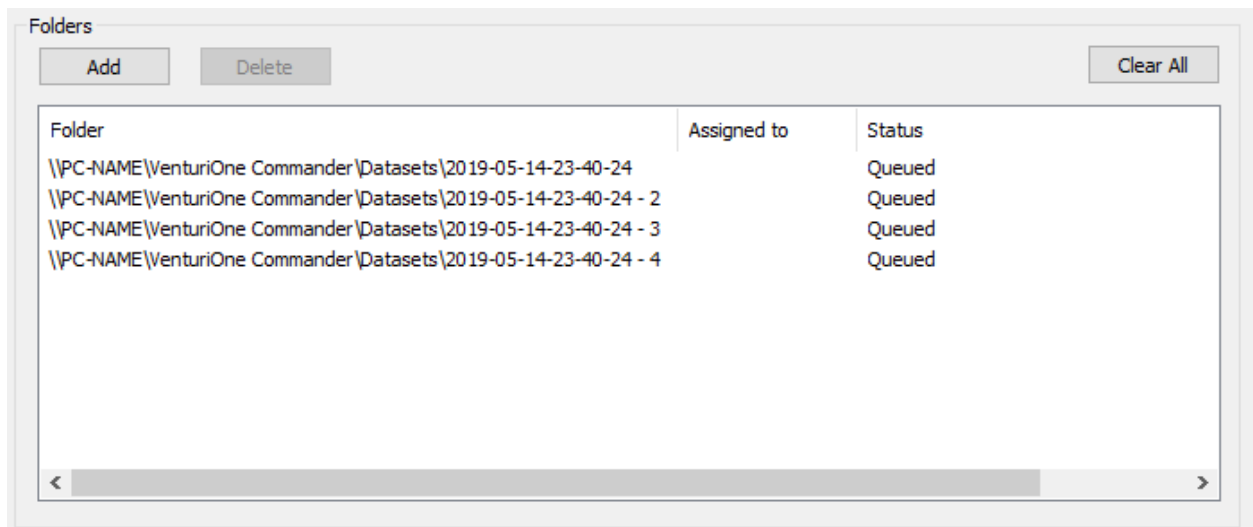 Folders
Add Delete Clear All
Folder Assigned to Status
\\PC-NAME\VenturiOne Commander\Datasets\2019-05-14-23-40-24 Queued
\\PC-NAME\VenturiOne Commander\Datasets\2019-05-14-23-40-24 - 2 Queued
\\PC-NAME\VenturiOne Commander\Datasets\2019-05-14-23-40-24 - 3 Queued
\\PC-NAME\VenturiOne Commander\Datasets\2019-05-14-23-40-24 - 4 Queued